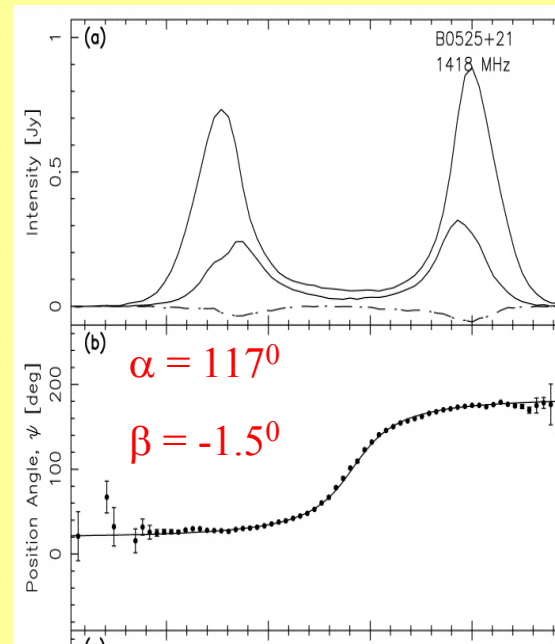 1
(a)
B0525+21
1418 MHz
Intensity [Jy]
0.5
0
(b)
α = 117⁰
200
β = -1.5⁰
100
Position Angle, ψ [deg]
0